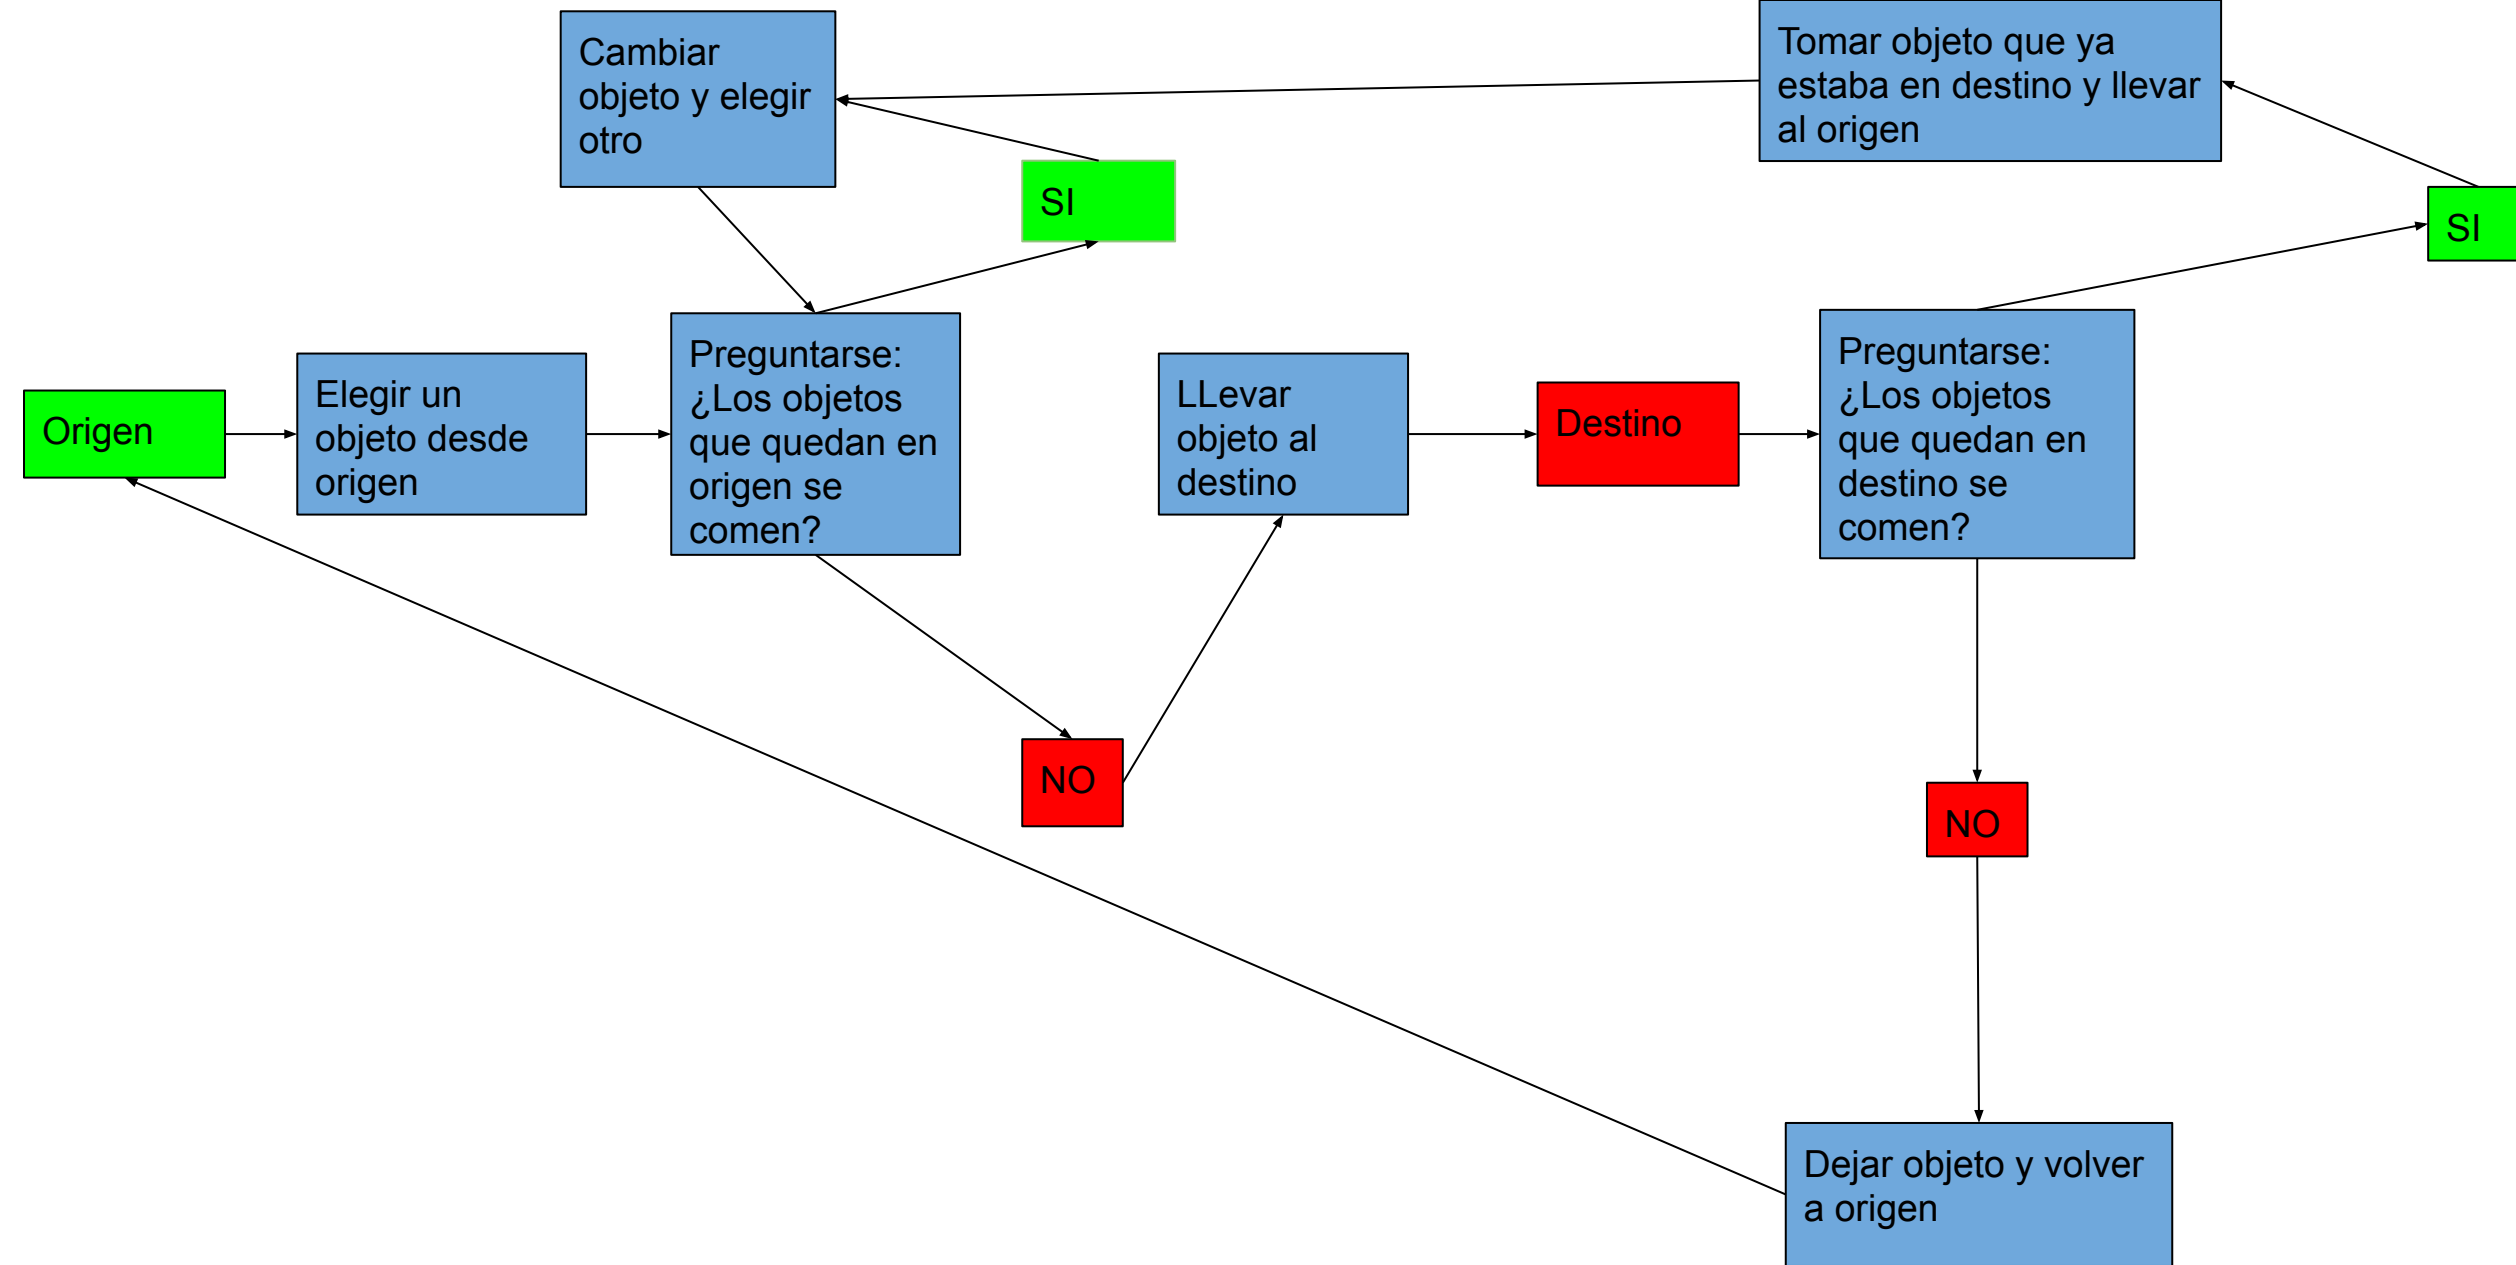 Cambiar
objeto y elegir
otro
Tomar objeto que ya
estaba en destino y llevar
al origen
SI
SI
Origen
Elegir un
objeto desde
origen
Preguntarse:
¿Los objetos
que quedan en
origen se
comen?
LLevar
objeto al
destino
Destino
Preguntarse:
¿Los objetos
que quedan en
destino se
comen?
NO
NO
Dejar objeto y volver
a origen